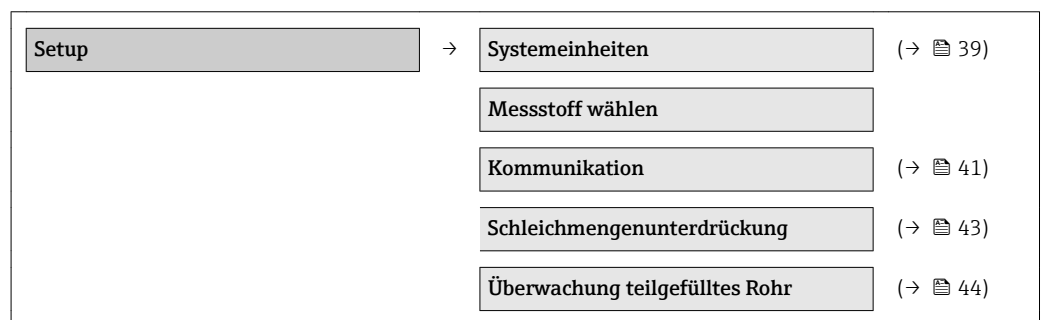 Setup → Systemeinheiten (→ 🖺 39)
Messstoff wählen
Kommunikation (→ 🖺 41)
Schleichmengenunterdrückung (→ 🖺 43)
Überwachung teilgefülltes Rohr (→ 🖺 44)